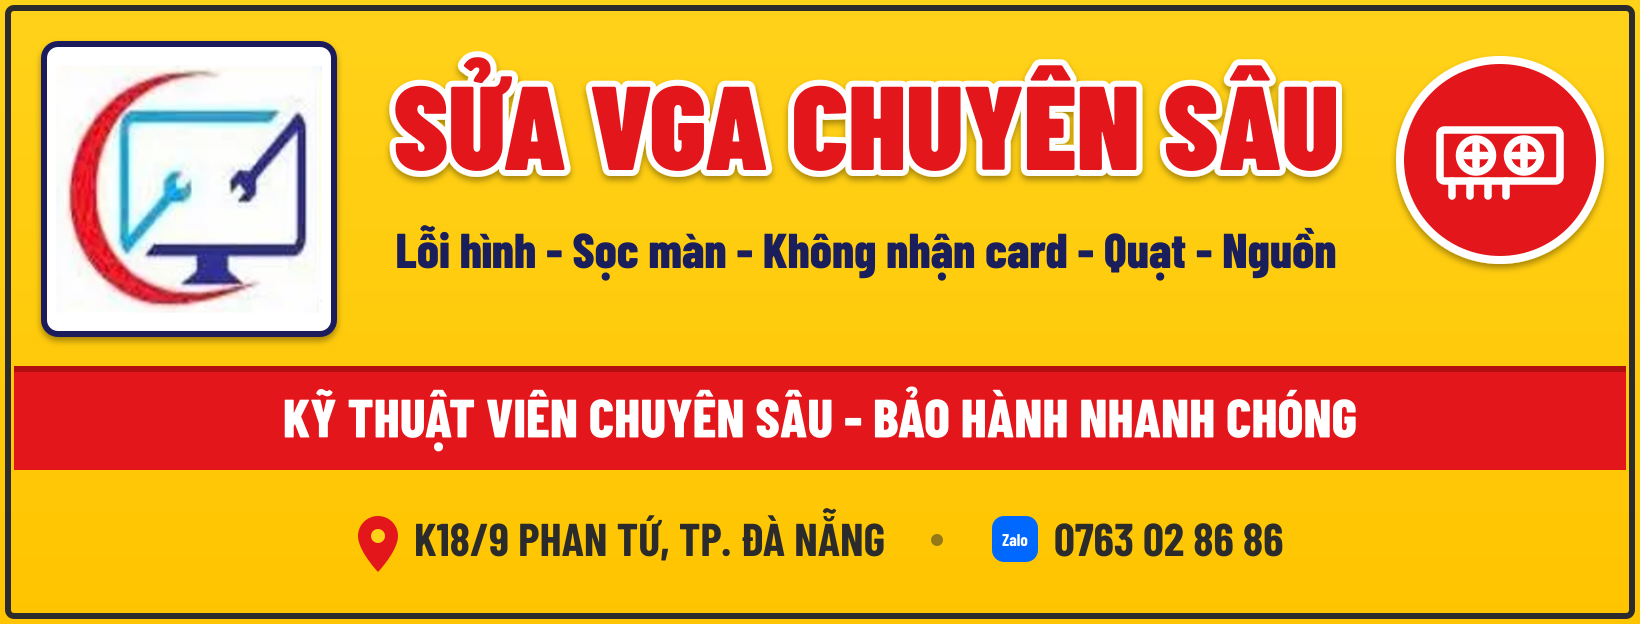 SỬA VGA CHUYÊN SÂU
Lỗi hình - Sọc màn - Không nhận card - Quạt - Nguồn
KỸ THUẬT VIÊN CHUYÊN SÂU - BẢO HÀNH NHANH CHÓNG
K18/9 PHAN TỨ, TP. ĐÀ NẴNG • Zalo 0763 02 86 86